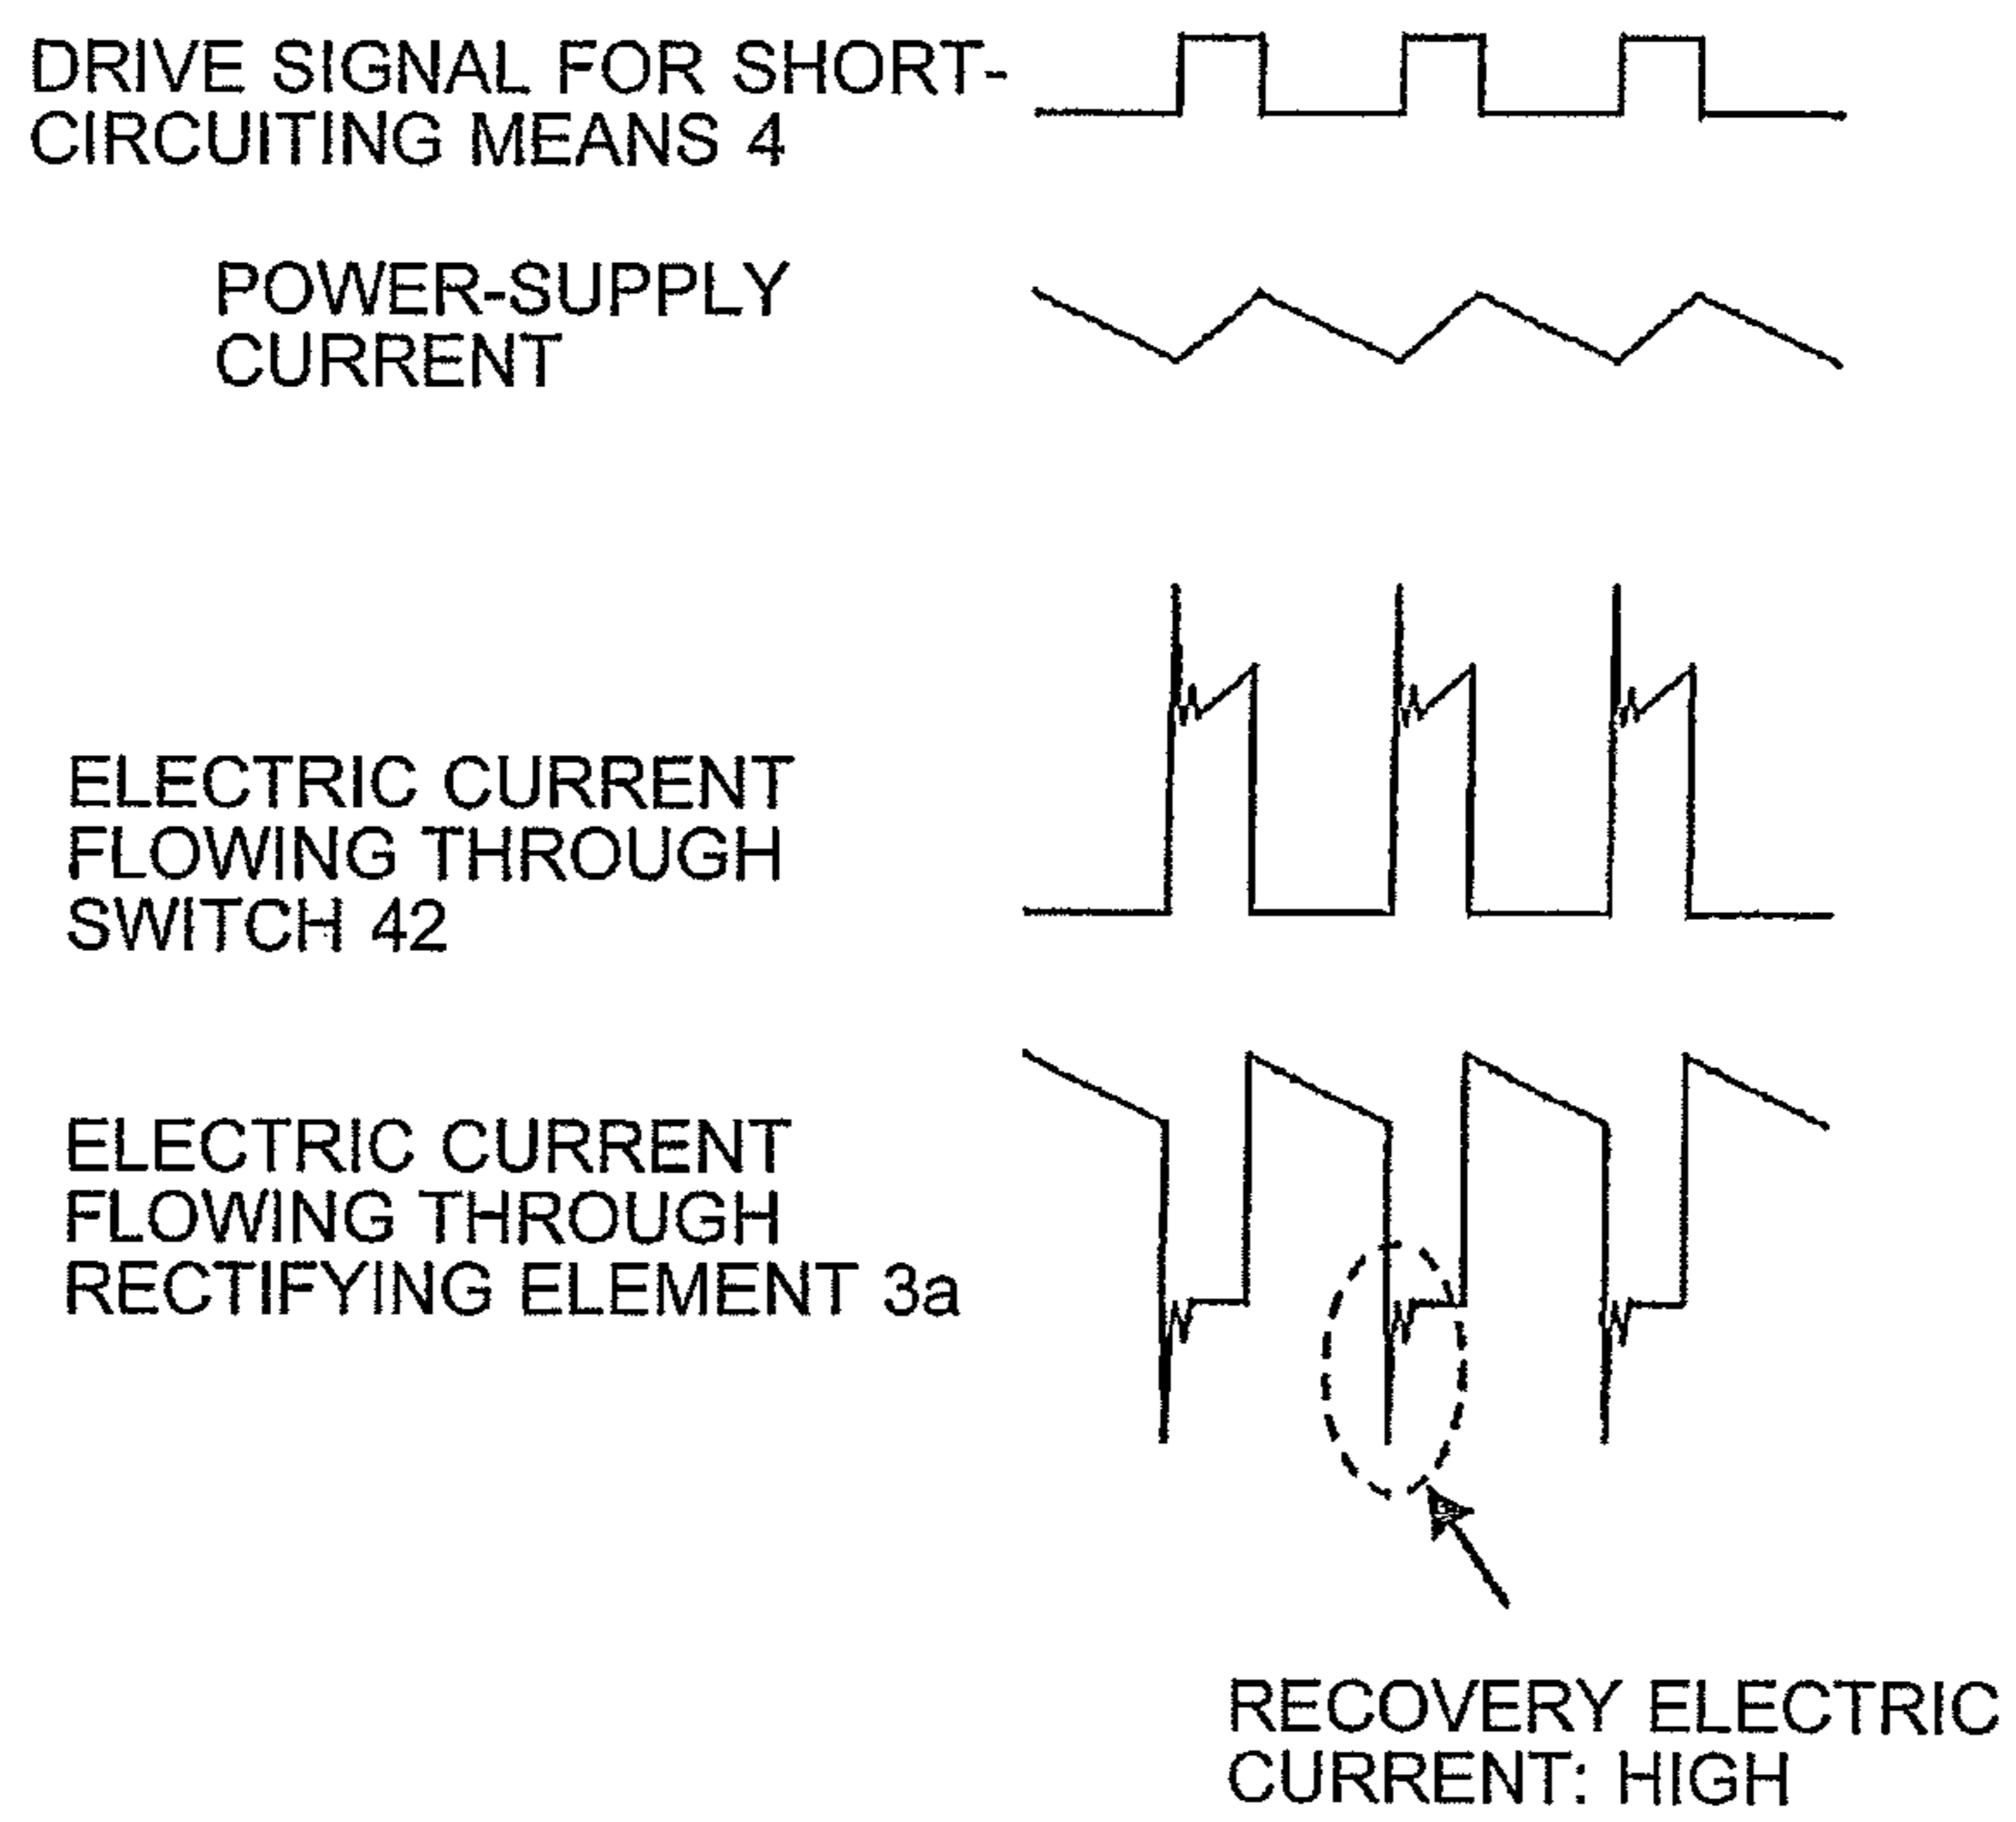 DRIVE SIGNAL FOR SHORT-
CIRCUITING MEANS 4
POWER-SUPPLY
CURRENT
ELECTRIC CURRENT
FLOWING THROUGH
SWITCH 42
ELECTRIC CURRENT
FLOWING THROUGH
RECTIFYING ELEMENT 3a
RECOVERY ELECTRIC
CURRENT: HIGH